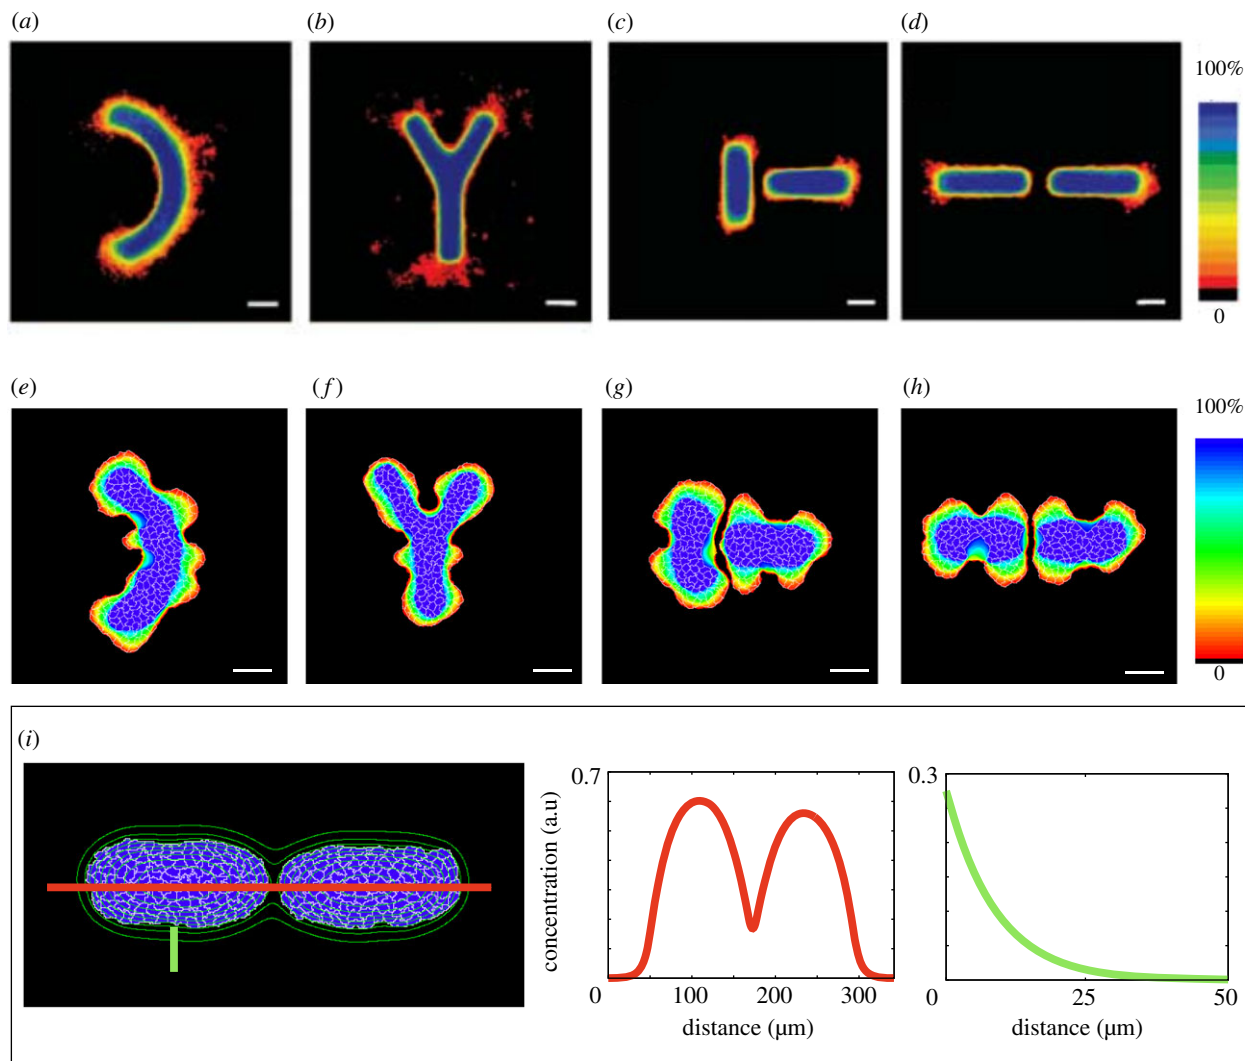 (a) (b) (c) (d)
100%
0
(e) (f) (g) (h)
100%
0
(i)
0.7
concentration (a.u)
0 100 200 300
distance (µm)
0.3
0 25 50
distance (µm)